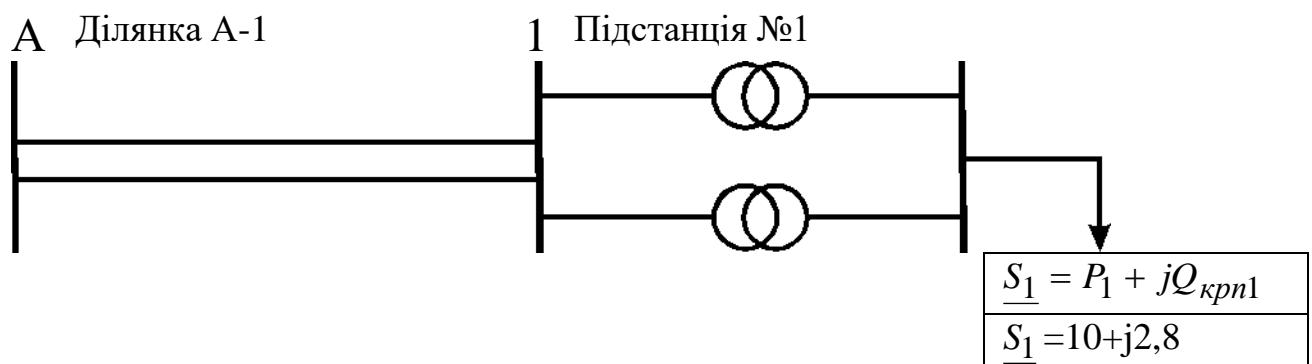 А Ділянка А-1 1 Підстанція №1
S1 = P1 + jQкрп1
S1 =10+j2,8